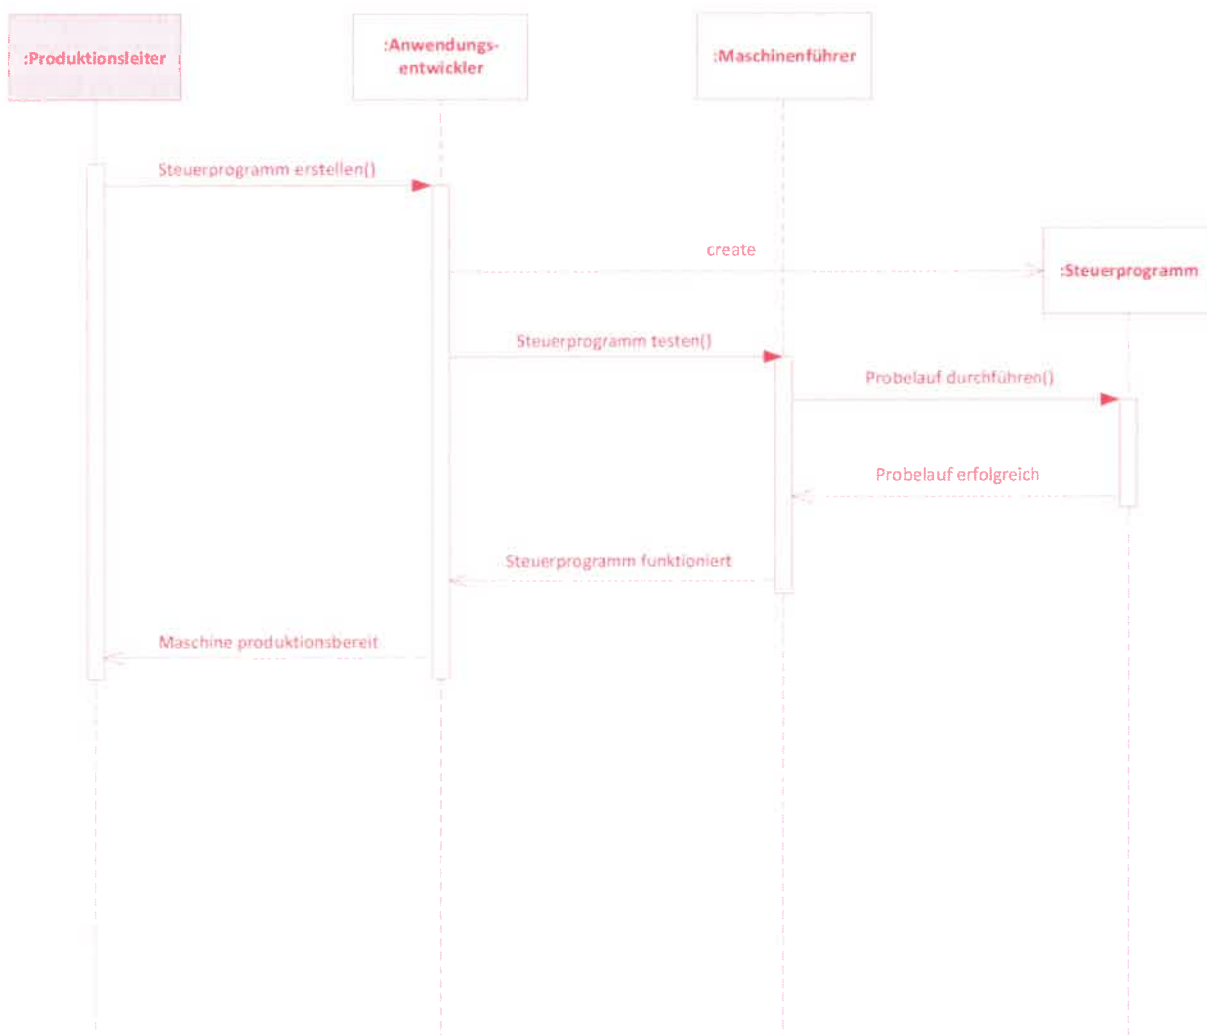 :Produktionsleiter
:Anwendungs-
entwickler
:Maschinenführer
Steuerprogramm erstellen()
create
:Steuerprogramm
Steuerprogramm testen()
Probelauf durchführen()
Probelauf erfolgreich
Steuerprogramm funktioniert
Maschine produktionsbereit